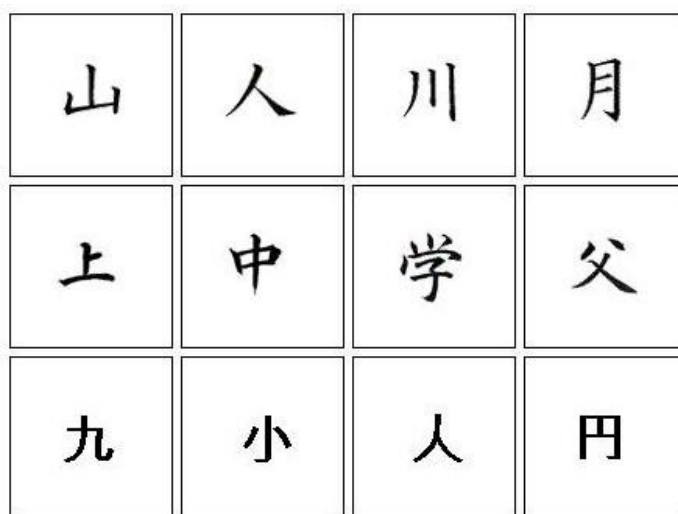 山 人 川 月
上 中 学 父
九 小 人 円